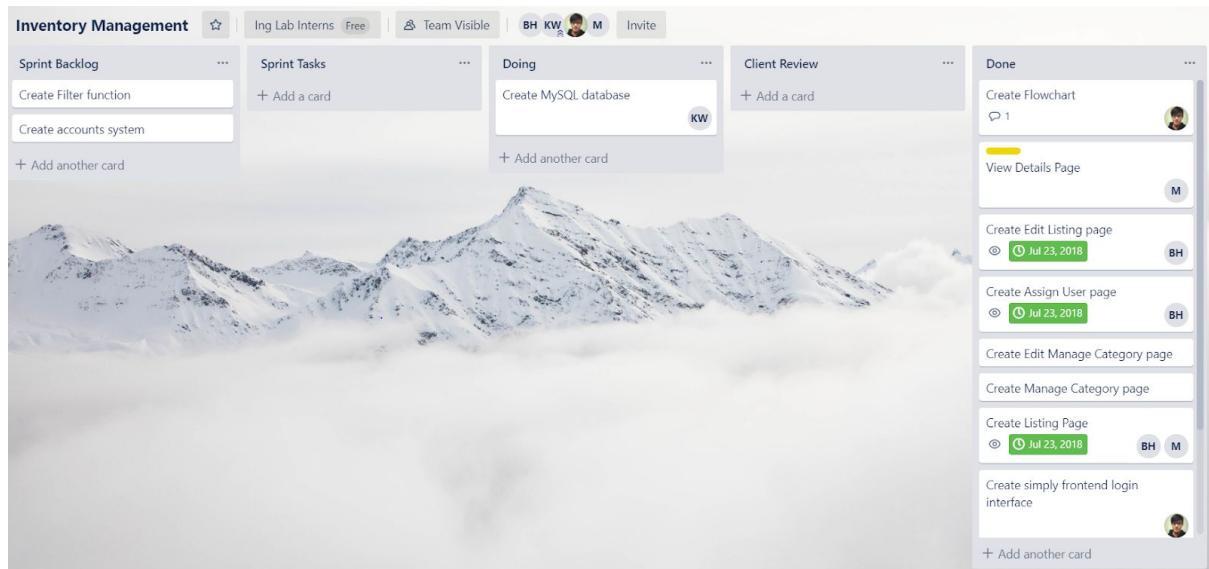 Inventory Management
Ing Lab Interns Free
Team Visible
BH KW M
Invite
Sprint Backlog
Create Filter function
Create accounts system
+ Add another card
Sprint Tasks
+ Add a card
Doing
Create MySQL database
KW
+ Add another card
Client Review
+ Add a card
Done
Create Flowchart
1
View Details Page
M
Create Edit Listing page
Jul 23, 2018
BH
Create Assign User page
Jul 23, 2018
BH
Create Edit Manage Category page
Create Manage Category page
Create Listing Page
Jul 23, 2018
BH M
Create simply frontend login
interface
+ Add another card